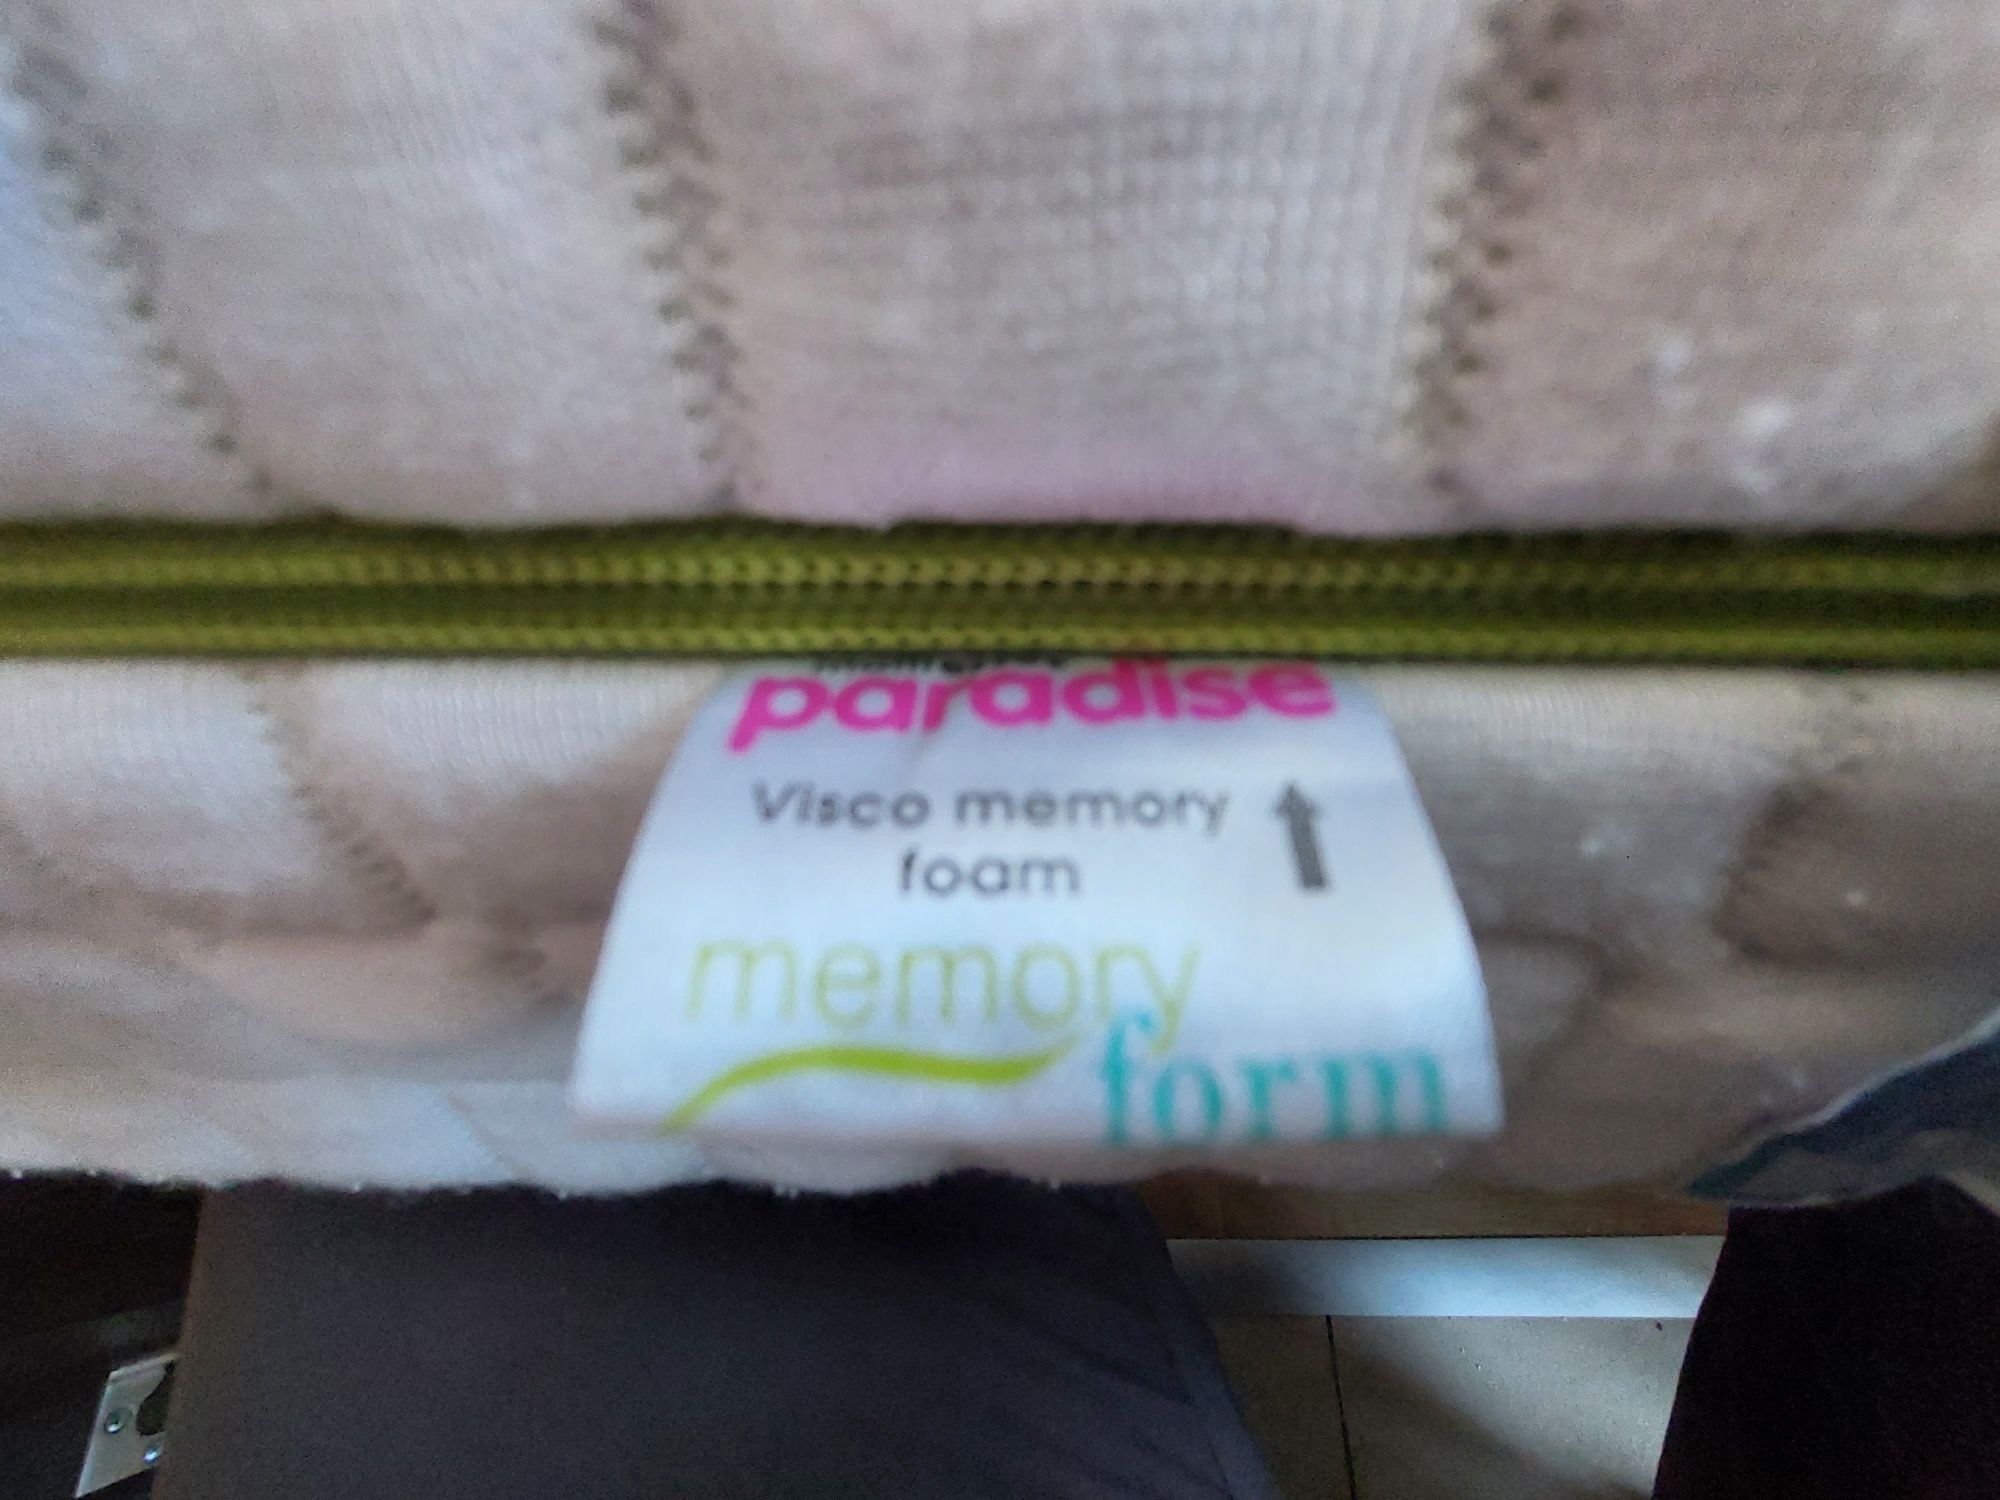 paradise
Visco memory
foam
memory
form